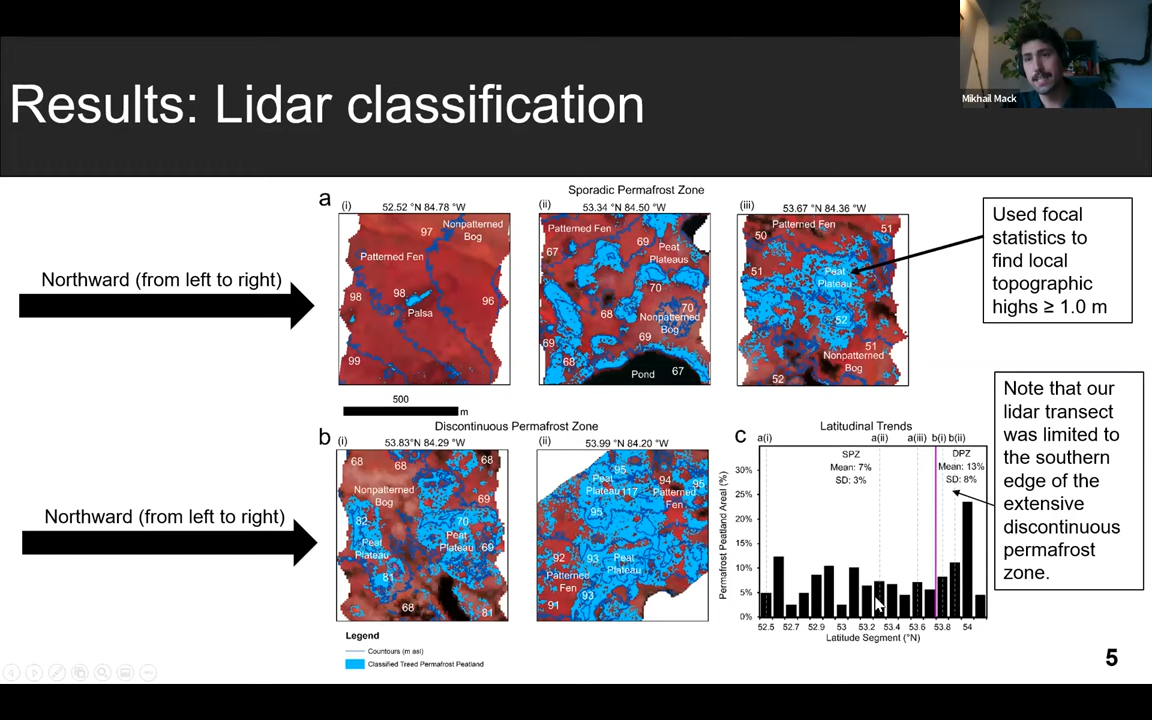 Mikhail Mack
Results: Lidar classification
Northward (from left to right)
Northward (from left to right)
a
Sporadic Permafrost Zone
(i)
52.52 °N 84.78 °W
97
Nonpatterned
Bog
Patterned Fen
98
98
Palsa
96
99
(ii)
53.34 °N 84.50 °W
Patterned Fen
67
69
Peat
Plateaus
70
68
70
Nonpatterned
Bog
69
69
68
Pond
67
(iii)
53.67 °N 84.36 °W
Patterned Fen
50
51
51
Peat
Plateau
52
51
Nonpatterned
Bog
52
500
m
Used focal
statistics to
find local
topographic
highs ≥ 1.0 m
b
Discontinuous Permafrost Zone
(i)
53.83°N 84.29 °W
68
68
68
69
Nonpatterned
Bog
82
70
Peat
Plateau
Peat
Plateau
69
81
68
81
(ii)
53.99 °N 84.20 °W
95
Peat
Plateau
117
94
95
Patterned
Fen
95
92
93
Peat
Plateau
Patterned
Fen
93
91
Legend
Countours (m asl)
Classified Treed Permafrost Peatland
c
Latitudinal Trends
a(i)
a(ii)
a(iii)
b(i)
b(ii)
SPZ
Mean: 7%
SD: 3%
DPZ
Mean: 13%
SD: 8%
Permafrost Peatland Areal (%)
30%
25%
20%
15%
10%
5%
0%
52.5
52.7
52.9
53
53.2
53.4
53.6
53.8
54
Latitude Segment (°N)
Note that our
lidar transect
was limited to
the southern
edge of the
extensive
discontinuous
permafrost
zone.
5